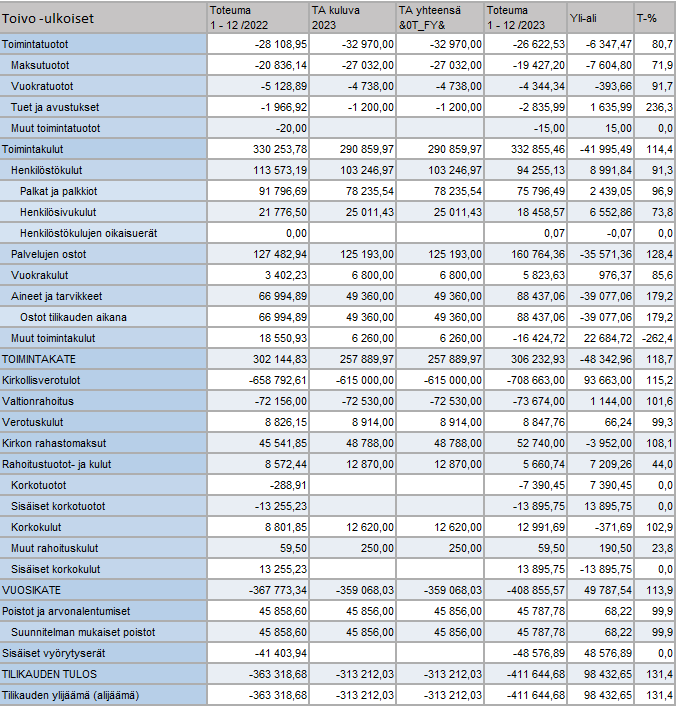 Toivo -ulkoiset Toteuma 1 - 12 /2022 TA kuluva 2023 TA yhteensä &0T_FY& Toteuma 1 - 12 /2023 Yli-ali T-%
Toimintatuotot -28 108,95 -32 970,00 -32 970,00 -26 622,53 -6 347,47 80,7
Maksutuotot -20 836,14 -27 032,00 -27 032,00 -19 427,20 -7 604,80 71,9
Vuokratuotot -5 128,89 -4 738,00 -4 738,00 -4 344,34 -393,66 91,7
Tuet ja avustukset -1 966,92 -1 200,00 -1 200,00 -2 835,99 1 635,99 236,3
Muut toimintatuotot -20,00 -15,00 15,00 0,0
Toimintakulut 330 253,78 290 859,97 290 859,97 332 855,46 -41 995,49 114,4
Henkilöstökulut 113 573,19 103 246,97 103 246,97 94 255,13 8 991,84 91,3
Palkat ja palkkiot 91 796,69 78 235,54 78 235,54 75 796,49 2 439,05 96,9
Henkilösivukulut 21 776,50 25 011,43 25 011,43 18 458,57 6 552,86 73,8
Henkilöstökulujen oikaisuerät 0,00 0,07 -0,07 0,0
Palvelujen ostot 127 482,94 125 193,00 125 193,00 160 764,36 -35 571,36 128,4
Vuokrakulut 3 402,23 6 800,00 6 800,00 5 823,63 976,37 85,6
Aineet ja tarvikkeet 66 994,89 49 360,00 49 360,00 88 437,06 -39 077,06 179,2
Ostot tilikauden aikana 66 994,89 49 360,00 49 360,00 88 437,06 -39 077,06 179,2
Muut toimintakulut 18 550,93 6 260,00 6 260,00 -16 424,72 22 684,72 -262,4
TOIMINTAKATE 302 144,83 257 889,97 257 889,97 306 232,93 -48 342,96 118,7
Kirkollisverotulot -658 792,61 -615 000,00 -615 000,00 -708 663,00 93 663,00 115,2
Valtionrahoitus -72 156,00 -72 530,00 -72 530,00 -73 674,00 1 144,00 101,6
Verotuskulut 8 826,15 8 914,00 8 914,00 8 847,76 66,24 99,3
Kirkon rahastomaksut 45 541,85 48 788,00 48 788,00 52 740,00 -3 952,00 108,1
Rahoitustuotot- ja kulut 8 572,44 12 870,00 12 870,00 5 660,74 7 209,26 44,0
Korkotuotot -288,91 -7 390,45 7 390,45 0,0
Sisäiset korkotuotot -13 255,23 -13 895,75 13 895,75 0,0
Korkokulut 8 801,85 12 620,00 12 620,00 12 991,69 -371,69 102,9
Muut rahoituskulut 59,50 250,00 250,00 59,50 190,50 23,8
Sisäiset korkokulut 13 255,23 13 895,75 -13 895,75 0,0
VUOSIKATE -367 773,34 -359 068,03 -359 068,03 -408 855,57 49 787,54 113,9
Poistot ja arvonalentumiset 45 858,60 45 856,00 45 856,00 45 787,78 68,22 99,9
Suunnitelman mukaiset poistot 45 858,60 45 856,00 45 856,00 45 787,78 68,22 99,9
Sisäiset vyörytyserät -41 403,94 -48 576,89 48 576,89 0,0
TILIKAUDEN TULOS -363 318,68 -313 212,03 -313 212,03 -411 644,68 98 432,65 131,4
Tilikauden ylijäämä (alijäämä) -363 318,68 -313 212,03 -313 212,03 -411 644,68 98 432,65 131,4